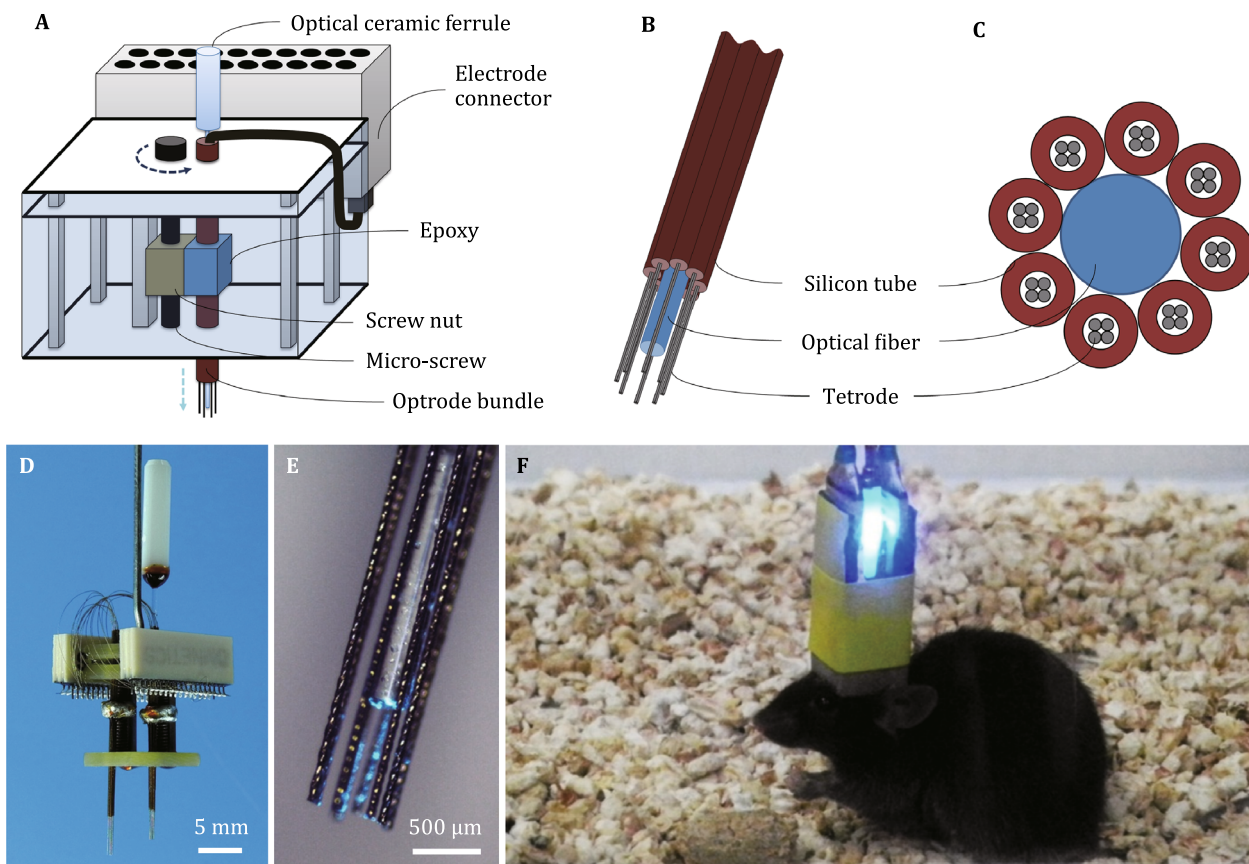 A
Optical ceramic ferrule
Electrode
connector
Epoxy
Screw nut
Micro-screw
Optrode bundle
B
C
Silicon tube
Optical fiber
Tetrode
D
5 mm
E
500 μm
F